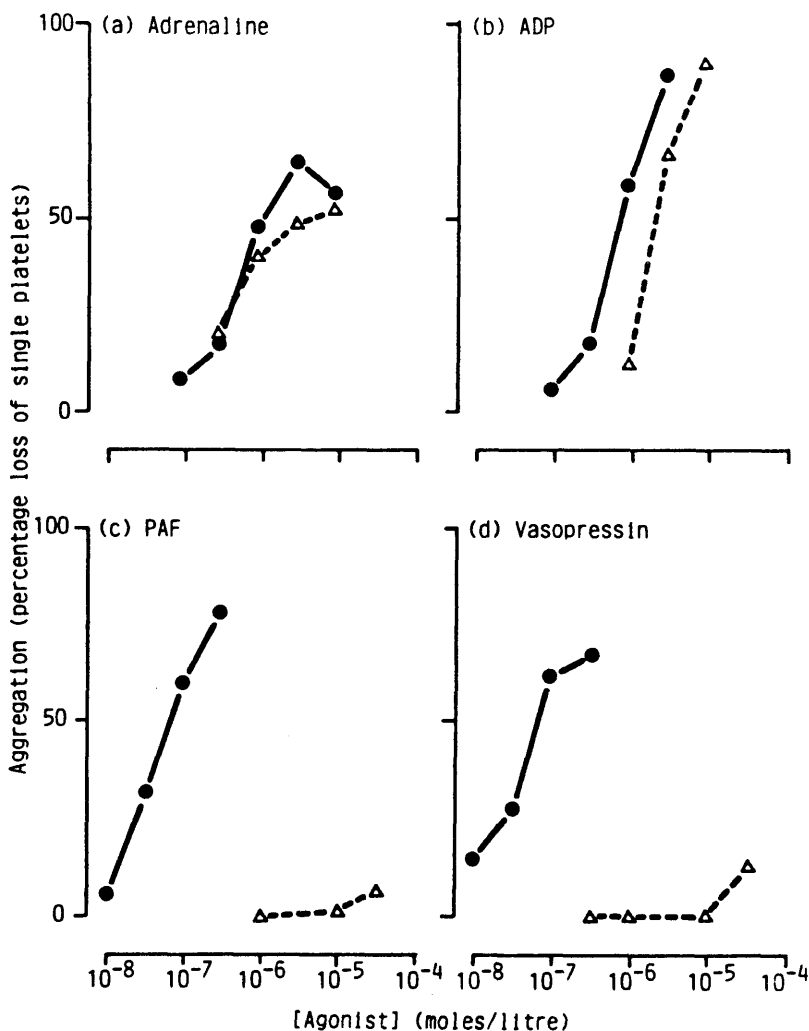 (a) Adrenaline
(b) ADP
100
50
0
Aggregation (percentage loss of single platelets)
(c) PAF
(d) Vasopressin
100
50
0
10⁻⁸ 10⁻⁷ 10⁻⁶ 10⁻⁵ 10⁻⁴
10⁻⁸ 10⁻⁷ 10⁻⁶ 10⁻⁵ 10⁻⁴
[Agonist] (moles/litre)